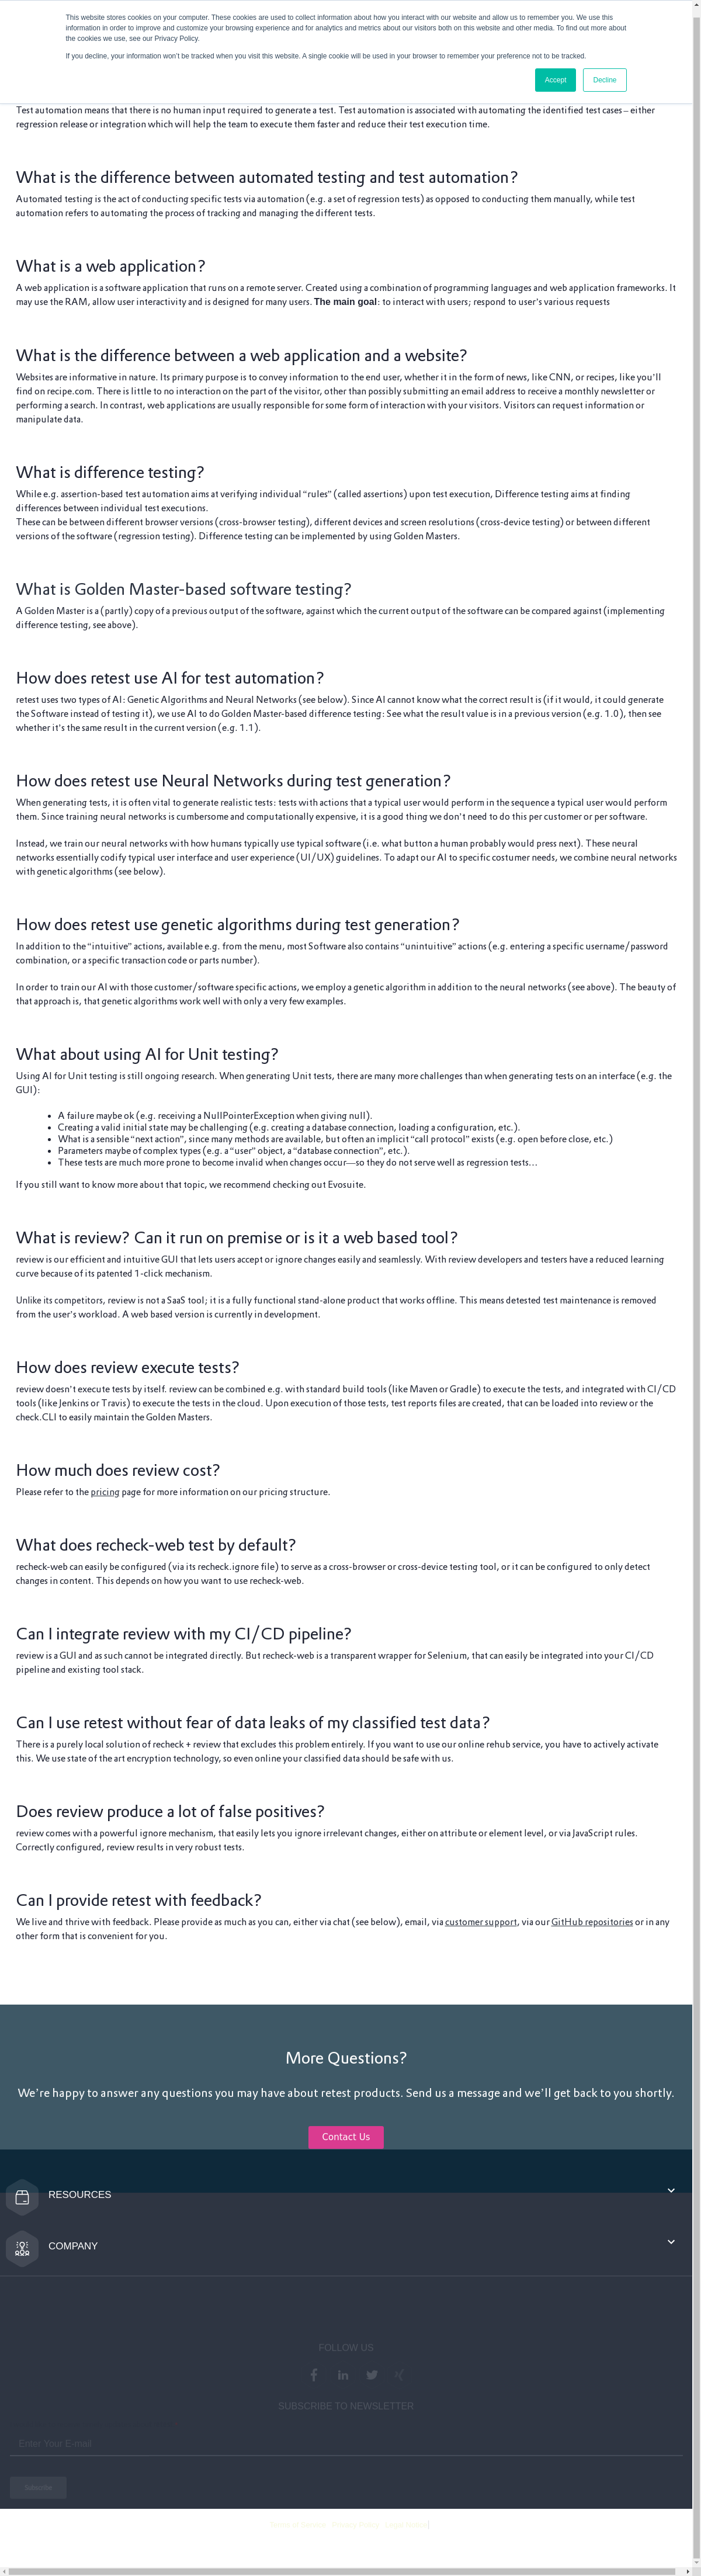 This website stores cookies on your computer. These cookies are used to collect information about how you interact with our website and allow us to remember you. We use this
information in order to improve and customize your browsing experience and for analytics and metrics about our visitors both on this website and other media. To find out more about
the cookies we use, see our Privacy Policy.
If you decline, your information won't be tracked when you visit this website. A single cookie will be used in your browser to remember your preference not to be tracked.
Accept
Decline
Test automation means that there is no human input required to generate a test. Test automation is associated with automating the identified test cases – either
regression release or integration which will help the team to execute them faster and reduce their test execution time.
What is the difference between automated testing and test automation?
Automated testing is the act of conducting specific tests via automation (e.g. a set of regression tests) as opposed to conducting them manually, while test
automation refers to automating the process of tracking and managing the different tests.
What is a web application?
A web application is a software application that runs on a remote server. Created using a combination of programming languages and web application frameworks. It
may use the RAM, allow user interactivity and is designed for many users. The main goal: to interact with users; respond to user's various requests
What is the difference between a web application and a website?
Websites are informative in nature. Its primary purpose is to convey information to the end user, whether it in the form of news, like CNN, or recipes, like you'll
find on recipe.com. There is little to no interaction on the part of the visitor, other than possibly submitting an email address to receive a monthly newsletter or
performing a search. In contrast, web applications are usually responsible for some form of interaction with your visitors. Visitors can request information or
manipulate data.
What is difference testing?
While e.g. assertion-based test automation aims at verifying individual “rules” (called assertions) upon test execution, Difference testing aims at finding
differences between individual test executions.
These can be between different browser versions (cross-browser testing), different devices and screen resolutions (cross-device testing) or between different
versions of the software (regression testing). Difference testing can be implemented by using Golden Masters.
What is Golden Master-based software testing?
A Golden Master is a (partly) copy of a previous output of the software, against which the current output of the software can be compared against (implementing
difference testing, see above).
How does retest use AI for test automation?
retest uses two types of AI: Genetic Algorithms and Neural Networks (see below). Since AI cannot know what the correct result is (if it would, it could generate
the Software instead of testing it), we use AI to do Golden Master-based difference testing: See what the result value is in a previous version (e.g. 1.0), then see
whether it's the same result in the current version (e.g. 1.1).
How does retest use Neural Networks during test generation?
When generating tests, it is often vital to generate realistic tests: tests with actions that a typical user would perform in the sequence a typical user would perform
them. Since training neural networks is cumbersome and computationally expensive, it is a good thing we don't need to do this per customer or per software.
Instead, we train our neural networks with how humans typically use typical software (i.e. what button a human probably would press next). These neural
networks essentially codify typical user interface and user experience (UI/UX) guidelines. To adapt our AI to specific costumer needs, we combine neural networks
with genetic algorithms (see below).
How does retest use genetic algorithms during test generation?
In addition to the “intuitive” actions, available e.g. from the menu, most Software also contains “unintuitive” actions (e.g. entering a specific username/password
combination, or a specific transaction code or parts number).
In order to train our AI with those customer/software specific actions, we employ a genetic algorithm in addition to the neural networks (see above). The beauty of
that approach is, that genetic algorithms work well with only a very few examples.
What about using AI for Unit testing?
Using AI for Unit testing is still ongoing research. When generating Unit tests, there are many more challenges than when generating tests on an interface (e.g. the
GUI):
• A failure maybe ok (e.g. receiving a NullPointerException when giving null).
• Creating a valid initial state may be challenging (e.g. creating a database connection, loading a configuration, etc.).
• What is a sensible “next action”, since many methods are available, but often an implicit “call protocol” exists (e.g. open before close, etc.)
• Parameters maybe of complex types (e.g. a “user” object, a “database connection”, etc.).
• These tests are much more prone to become invalid when changes occur—so they do not serve well as regression tests…
If you still want to know more about that topic, we recommend checking out Evosuite.
What is review? Can it run on premise or is it a web based tool?
review is our efficient and intuitive GUI that lets users accept or ignore changes easily and seamlessly. With review developers and testers have a reduced learning
curve because of its patented 1-click mechanism.
Unlike its competitors, review is not a SaaS tool; it is a fully functional stand-alone product that works offline. This means detested test maintenance is removed
from the user's workload. A web based version is currently in development.
How does review execute tests?
review doesn't execute tests by itself. review can be combined e.g. with standard build tools (like Maven or Gradle) to execute the tests, and integrated with CI/CD
tools (like Jenkins or Travis) to execute the tests in the cloud. Upon execution of those tests, test reports files are created, that can be loaded into review or the
check.CLI to easily maintain the Golden Masters.
How much does review cost?
Please refer to the pricing page for more information on our pricing structure.
What does recheck-web test by default?
recheck-web can easily be configured (via its recheck.ignore file) to serve as a cross-browser or cross-device testing tool, or it can be configured to only detect
changes in content. This depends on how you want to use recheck-web.
Can I integrate review with my CI/CD pipeline?
review is a GUI and as such cannot be integrated directly. But recheck-web is a transparent wrapper for Selenium, that can easily be integrated into your CI/CD
pipeline and existing tool stack.
Can I use retest without fear of data leaks of my classified test data?
There is a purely local solution of recheck + review that excludes this problem entirely. If you want to use our online rehub service, you have to actively activate
this. We use state of the art encryption technology, so even online your classified data should be safe with us.
Does review produce a lot of false positives?
review comes with a powerful ignore mechanism, that easily lets you ignore irrelevant changes, either on attribute or element level, or via JavaScript rules.
Correctly configured, review results in very robust tests.
Can I provide retest with feedback?
We live and thrive with feedback. Please provide as much as you can, either via chat (see below), email, via customer support, via our GitHub repositories or in any
other form that is convenient for you.
More Questions?
We're happy to answer any questions you may have about retest products. Send us a message and we'll get back to you shortly.
Contact Us
RESOURCES
COMPANY
FOLLOW US
SUBSCRIBE TO NEWSLETTER
Enter Your E-mail